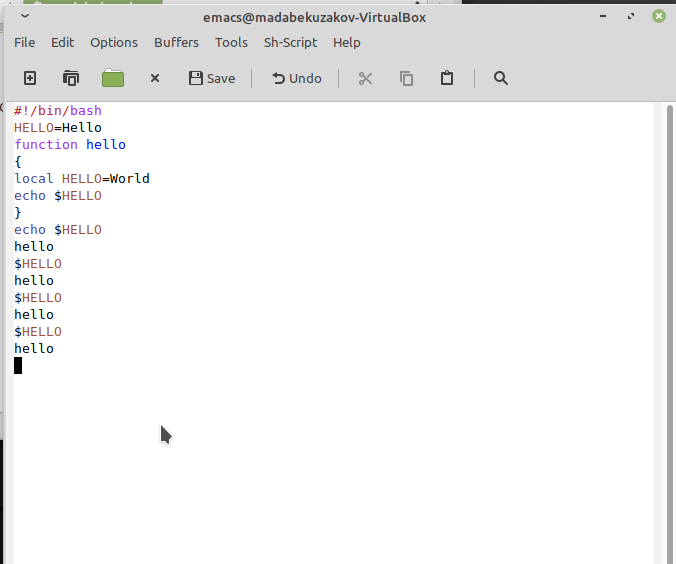 emacs@madabekuzakov-VirtualBox
File Edit Options Buffers Tools Sh-Script Help
Save Undo
#!/bin/bash
HELLO=Hello
function hello
{
local HELLO=World
echo $HELLO
}
echo $HELLO
hello
$HELLO
hello
$HELLO
hello
$HELLO
hello